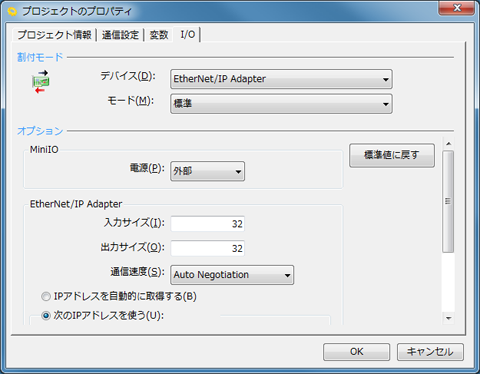 プロジェクトのプロパティ
プロジェクト情報 通信設定 変数 I/O
割付モード
デバイス(D): EtherNet/IP Adapter
モード(M): 標準
オプション
MiniIO
標準値に戻す
電源(P): 外部
EtherNet/IP Adapter
入力サイズ(I): 32
出力サイズ(O): 32
通信速度(S): Auto Negotiation
IPアドレスを自動的に取得する(B)
次のIPアドレスを使う(U):
OK キャンセル